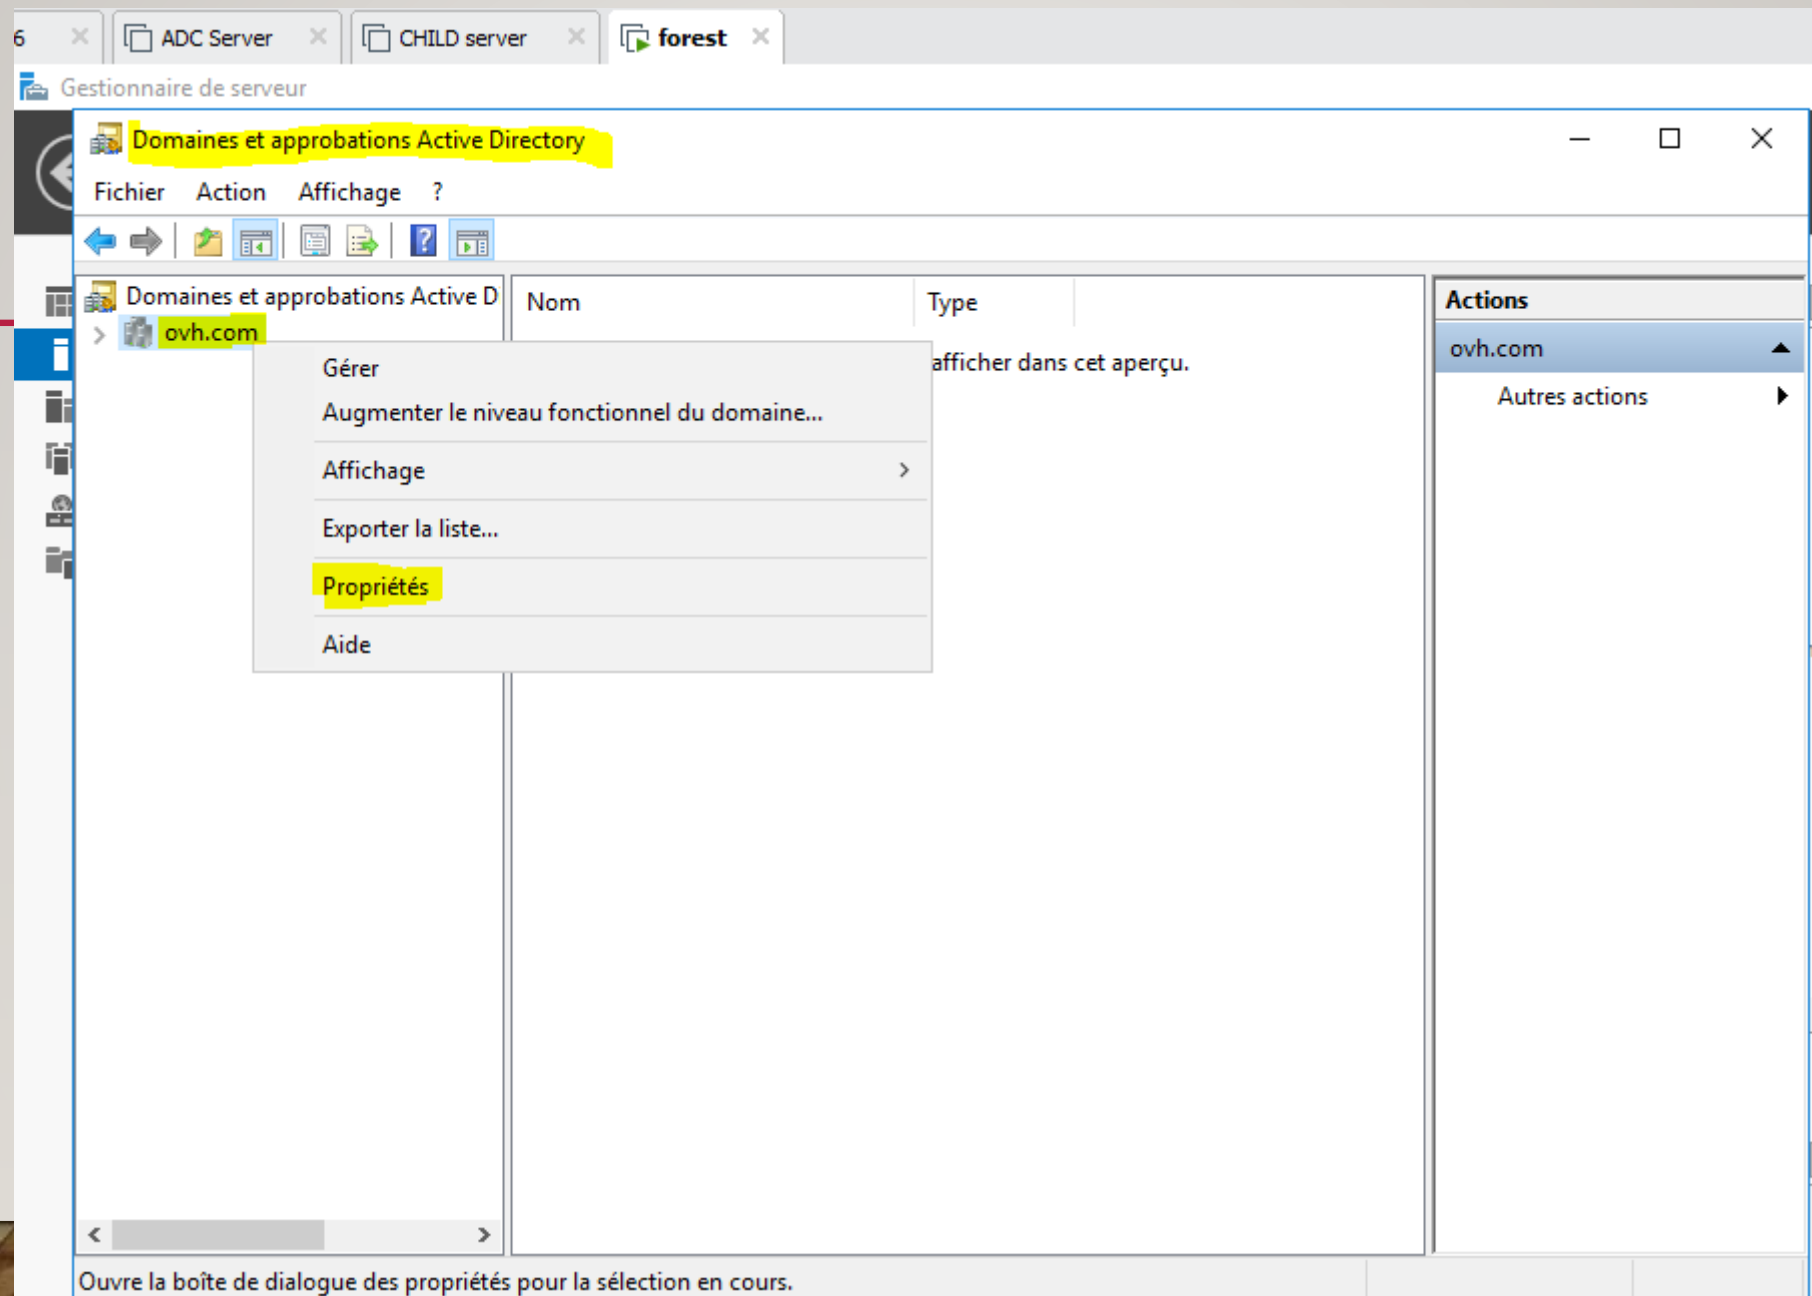 6
ADC Server
CHILD server
forest
Gestionnaire de serveur
Domaines et approbations Active Directory
Fichier Action Affichage ?
Domaines et approbations Active D
ovh.com
Nom Type
afficher dans cet aperçu.
Gérer
Augmenter le niveau fonctionnel du domaine...
Affichage
Exporter la liste...
Propriétés
Aide
Actions
ovh.com
Autres actions
Ouvre la boîte de dialogue des propriétés pour la sélection en cours.